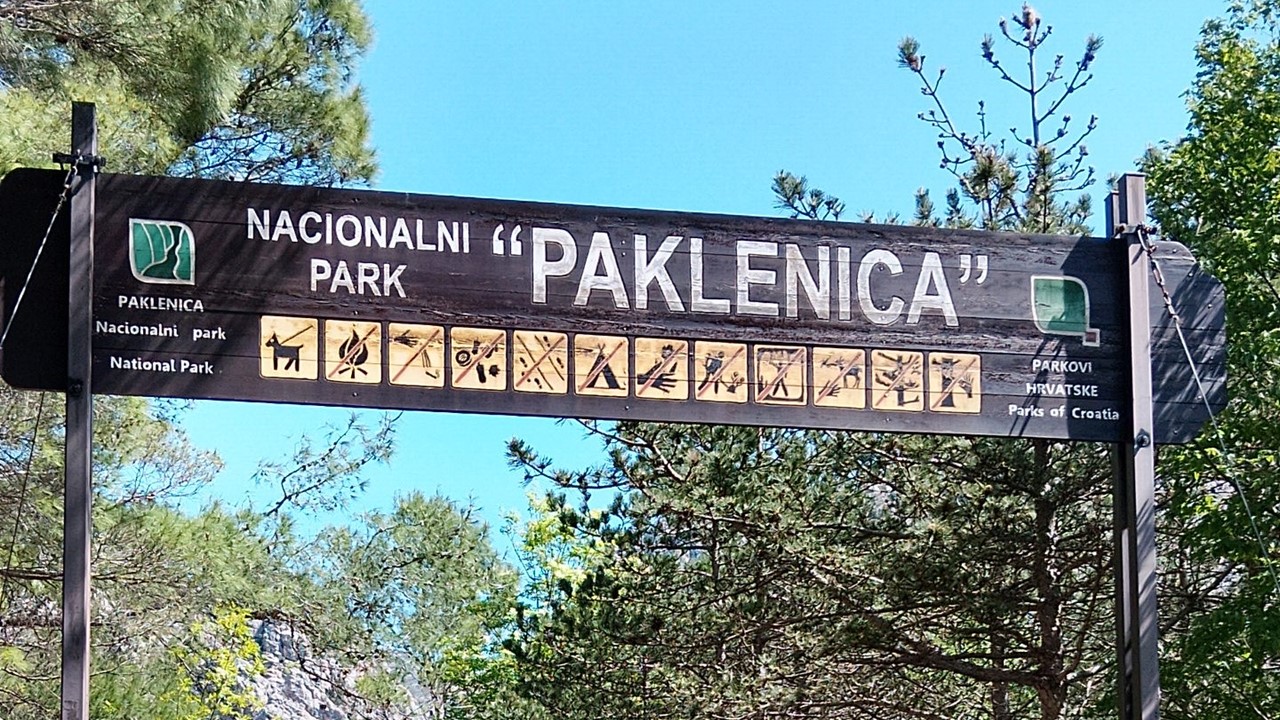 NACIONALNI
PARK
“PAKLENICA”
PAKLENICA
Nacionalni park
National Park
PARKOVI
HRVATSKE
Parks of Croatia